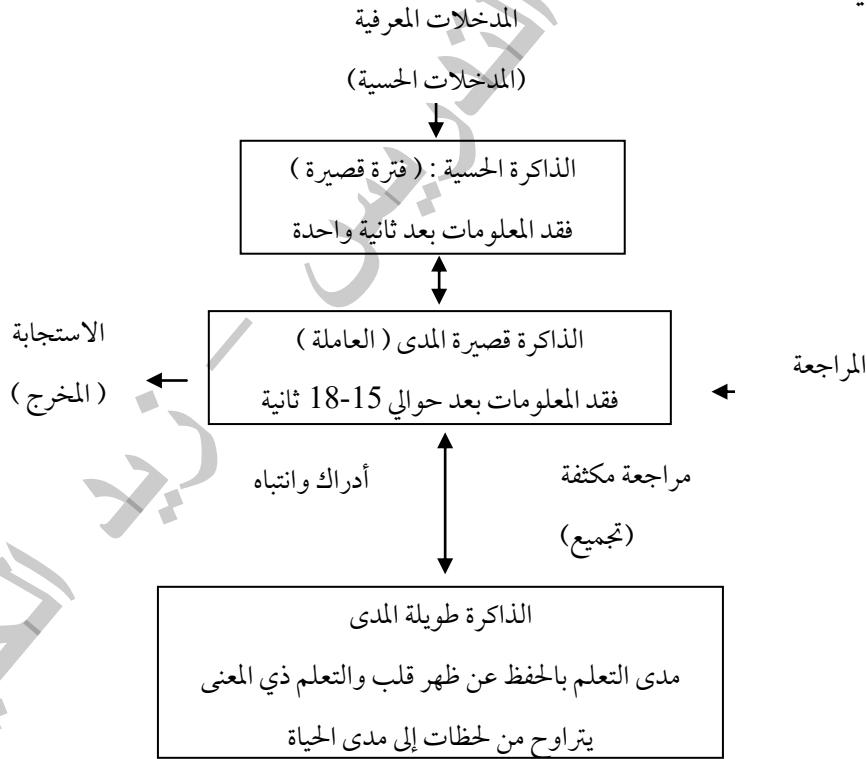 المدخلات المعرفية
(المدخلات الحسية)
الذاكرة الحسية : ( فترة قصيرة )
فقد المعلومات بعد ثانية واحدة
الذاكرة قصيرة المدى ( العاملة )
فقد المعلومات بعد حوالي 15-18 ثانية
المراجعة
الاستجابة
( المخرج )
مراجعة مكثفة
(تجميع)
أدراك وانتباه
الذاكرة طويلة المدى
مدى التعلم بالحفظ عن ظهر قلب والتعلم ذي المعنى
يتراوح من لحظات إلى مدى الحياة